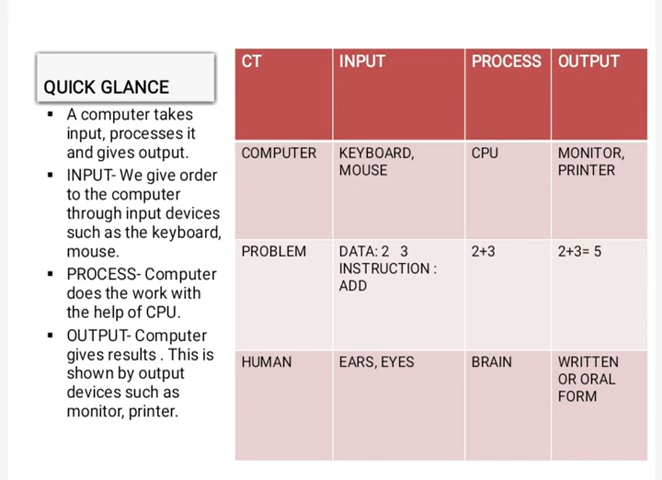 QUICK GLANCE
▪ A computer takes
input, processes it
and gives output.
▪ INPUT- We give order
to the computer
through input devices
such as the keyboard,
mouse.
▪ PROCESS- Computer
does the work with
the help of CPU.
▪ OUTPUT- Computer
gives results . This is
shown by output
devices such as
monitor, printer.
CT INPUT PROCESS OUTPUT
COMPUTER KEYBOARD, CPU MONITOR,
MOUSE PRINTER
PROBLEM DATA: 2 3 2+3 2+3= 5
INSTRUCTION :
ADD
HUMAN EARS, EYES BRAIN WRITTEN
OR ORAL
FORM